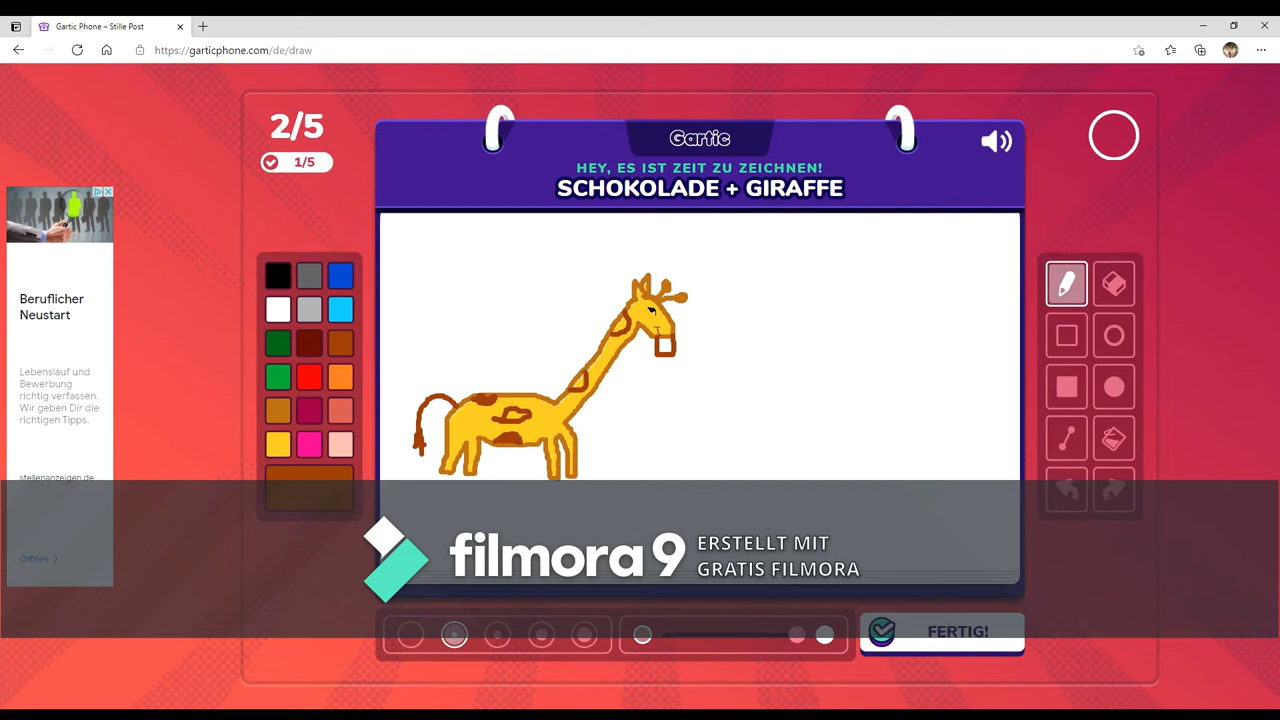 Gartic Phone – Stille Post
https://garticphone.com/de/draw
2/5
1/5
Gartic
HEY, ES IST ZEIT ZU ZEICHNEN!
SCHOKOLADE + GIRAFFE
Beruflicher
Neustart
Lebenslauf und
Bewerbung
richtig verfassen.
Wir geben Dir die
richtigen Tipps.
stellenanzeigen.de
Öffnen >
filmora 9
ERSTELLT MIT
GRATIS FILMORA
FERTIG!